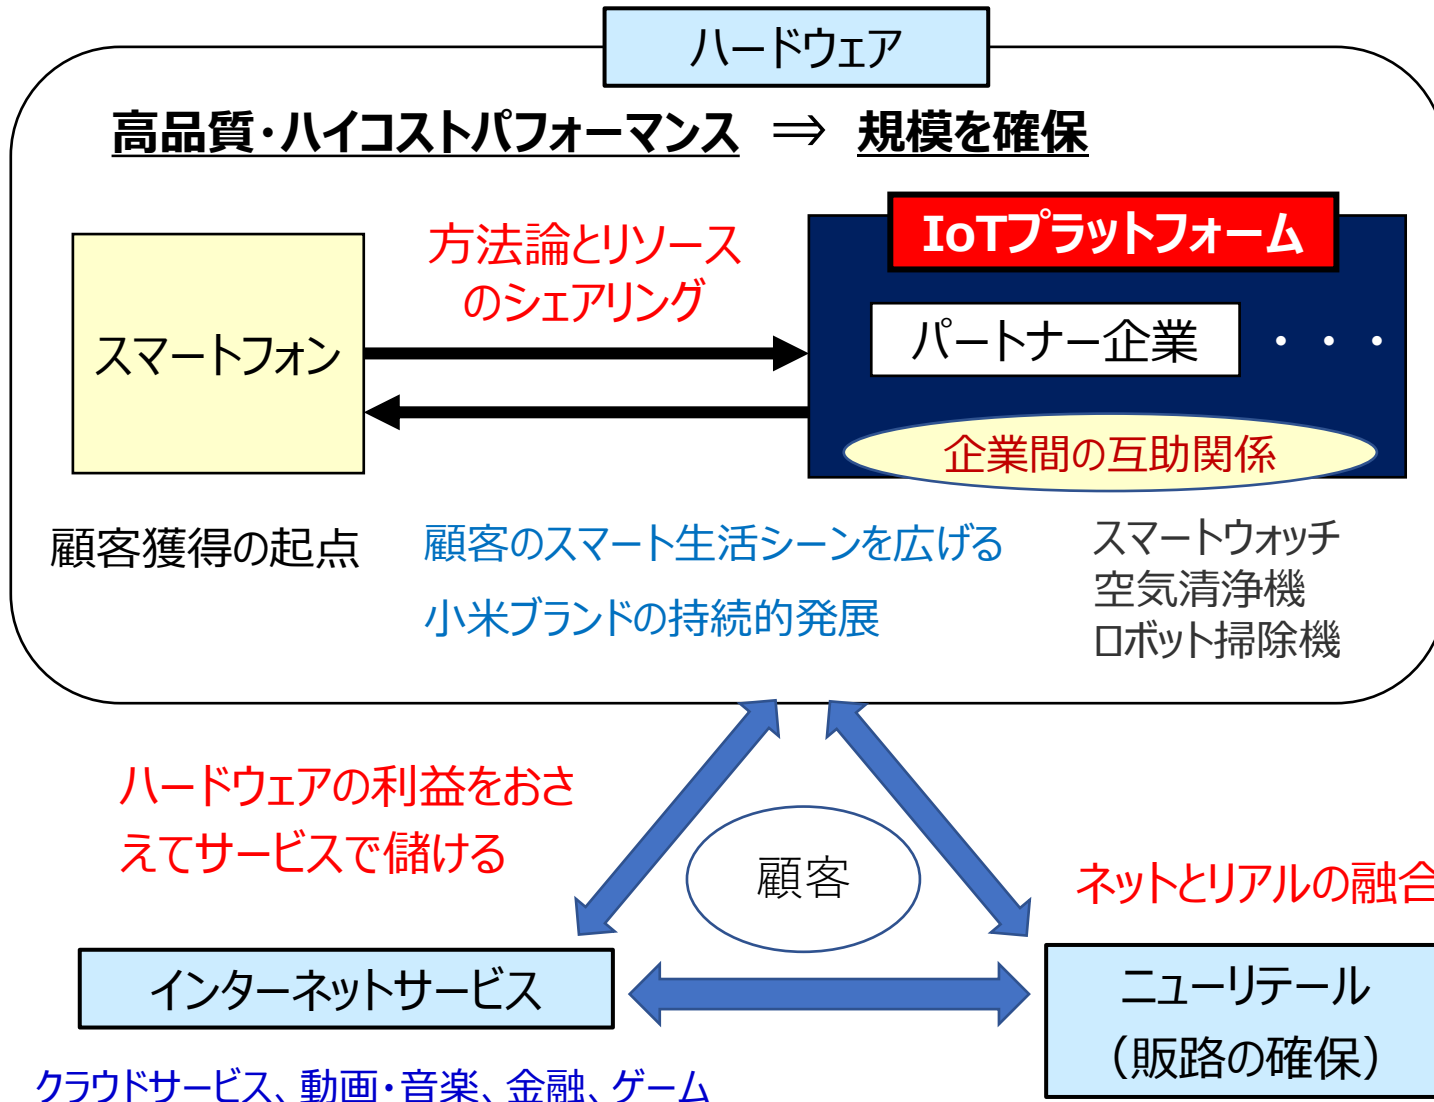 ハードウェア
高品質・ハイコストパフォーマンス ⇒ 規模を確保
IoTプラットフォーム
方法論とリソース
のシェアリング
スマートフォン
パートナー企業 ・・・
企業間の互助関係
顧客獲得の起点
顧客のスマート生活シーンを広げる
小米ブランドの持続的発展
スマートウォッチ
空気清浄機
ロボット掃除機
ハードウェアの利益をおさ
えてサービスで儲ける
顧客
ネットとリアルの融合
インターネットサービス
ニューリテール
（販路の確保）
クラウドサービス、動画・音楽、金融、ゲーム